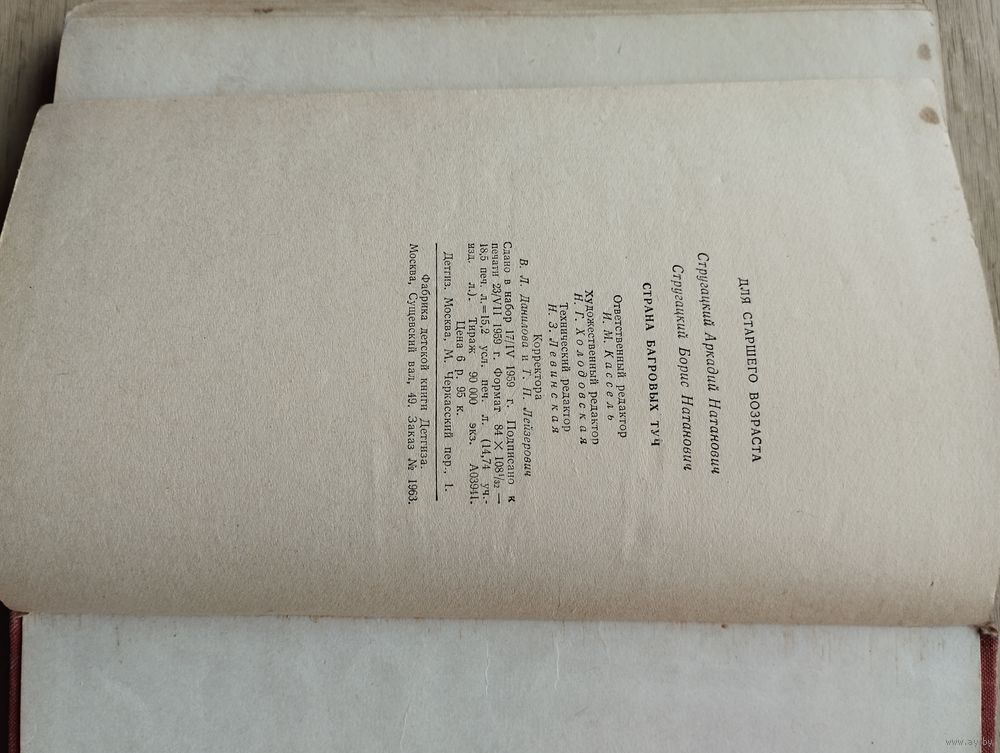 ДЛЯ СТАРШЕГО ВОЗРАСТА
Стругацкий Аркадий Натанович
Стругацкий Борис Натанович
СТРАНА БАГРОВЫХ ТУЧ
Ответственный редактор
И. М. Кассель
Художественный редактор
Н. Г. Холодовская
Технический редактор
Н. З. Левинская
Корректора
В. Л. Данилова и Т. П. Лейзерович
Сдано в набор 17/IV 1959 г. Подписано к
печати 23/VII 1959 г. Формат 84 × 108¹/₃₂ —
18,5 печ. л.=15,2 усл. печ. л. (14,74 уч.-
изд. л.). Тираж 90 000 экз. А03941.
Цена 6 р. 95 к.
Детгиз. Москва, М. Черкасский пер., 1.
Фабрика детской книги Детгиза.
Москва, Сущевский вал, 49. Заказ № 1963.